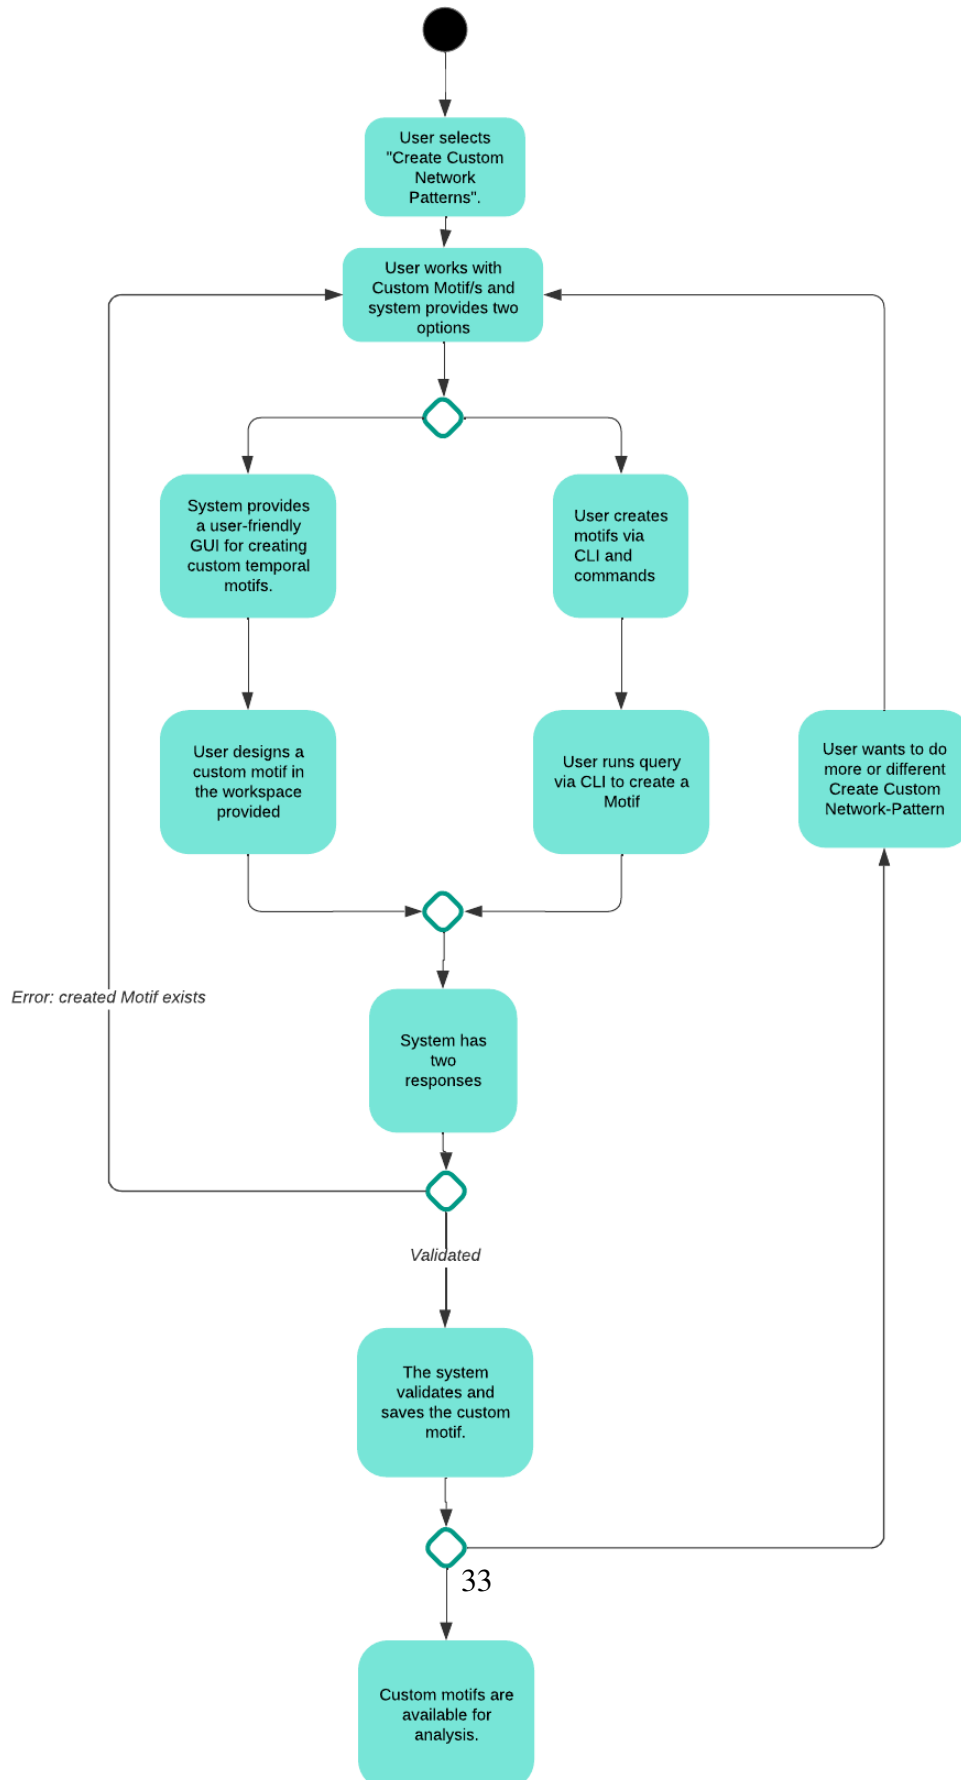 User selects
"Create Custom
Network
Patterns".
User works with
Custom Motif/s and
system provides two
options
System provides
a user-friendly
GUI for creating
custom temporal
motifs.
User creates
motifs via
CLI and
commands
User designs a
custom motif in
the workspace
provided
User runs query
via CLI to create a
Motif
User wants to do
more or different
Create Custom
Network-Pattern
Error: created Motif exists
System has
two
responses
Validated
The system
validates and
saves the custom
motif.
33
Custom motifs are
available for
analysis.